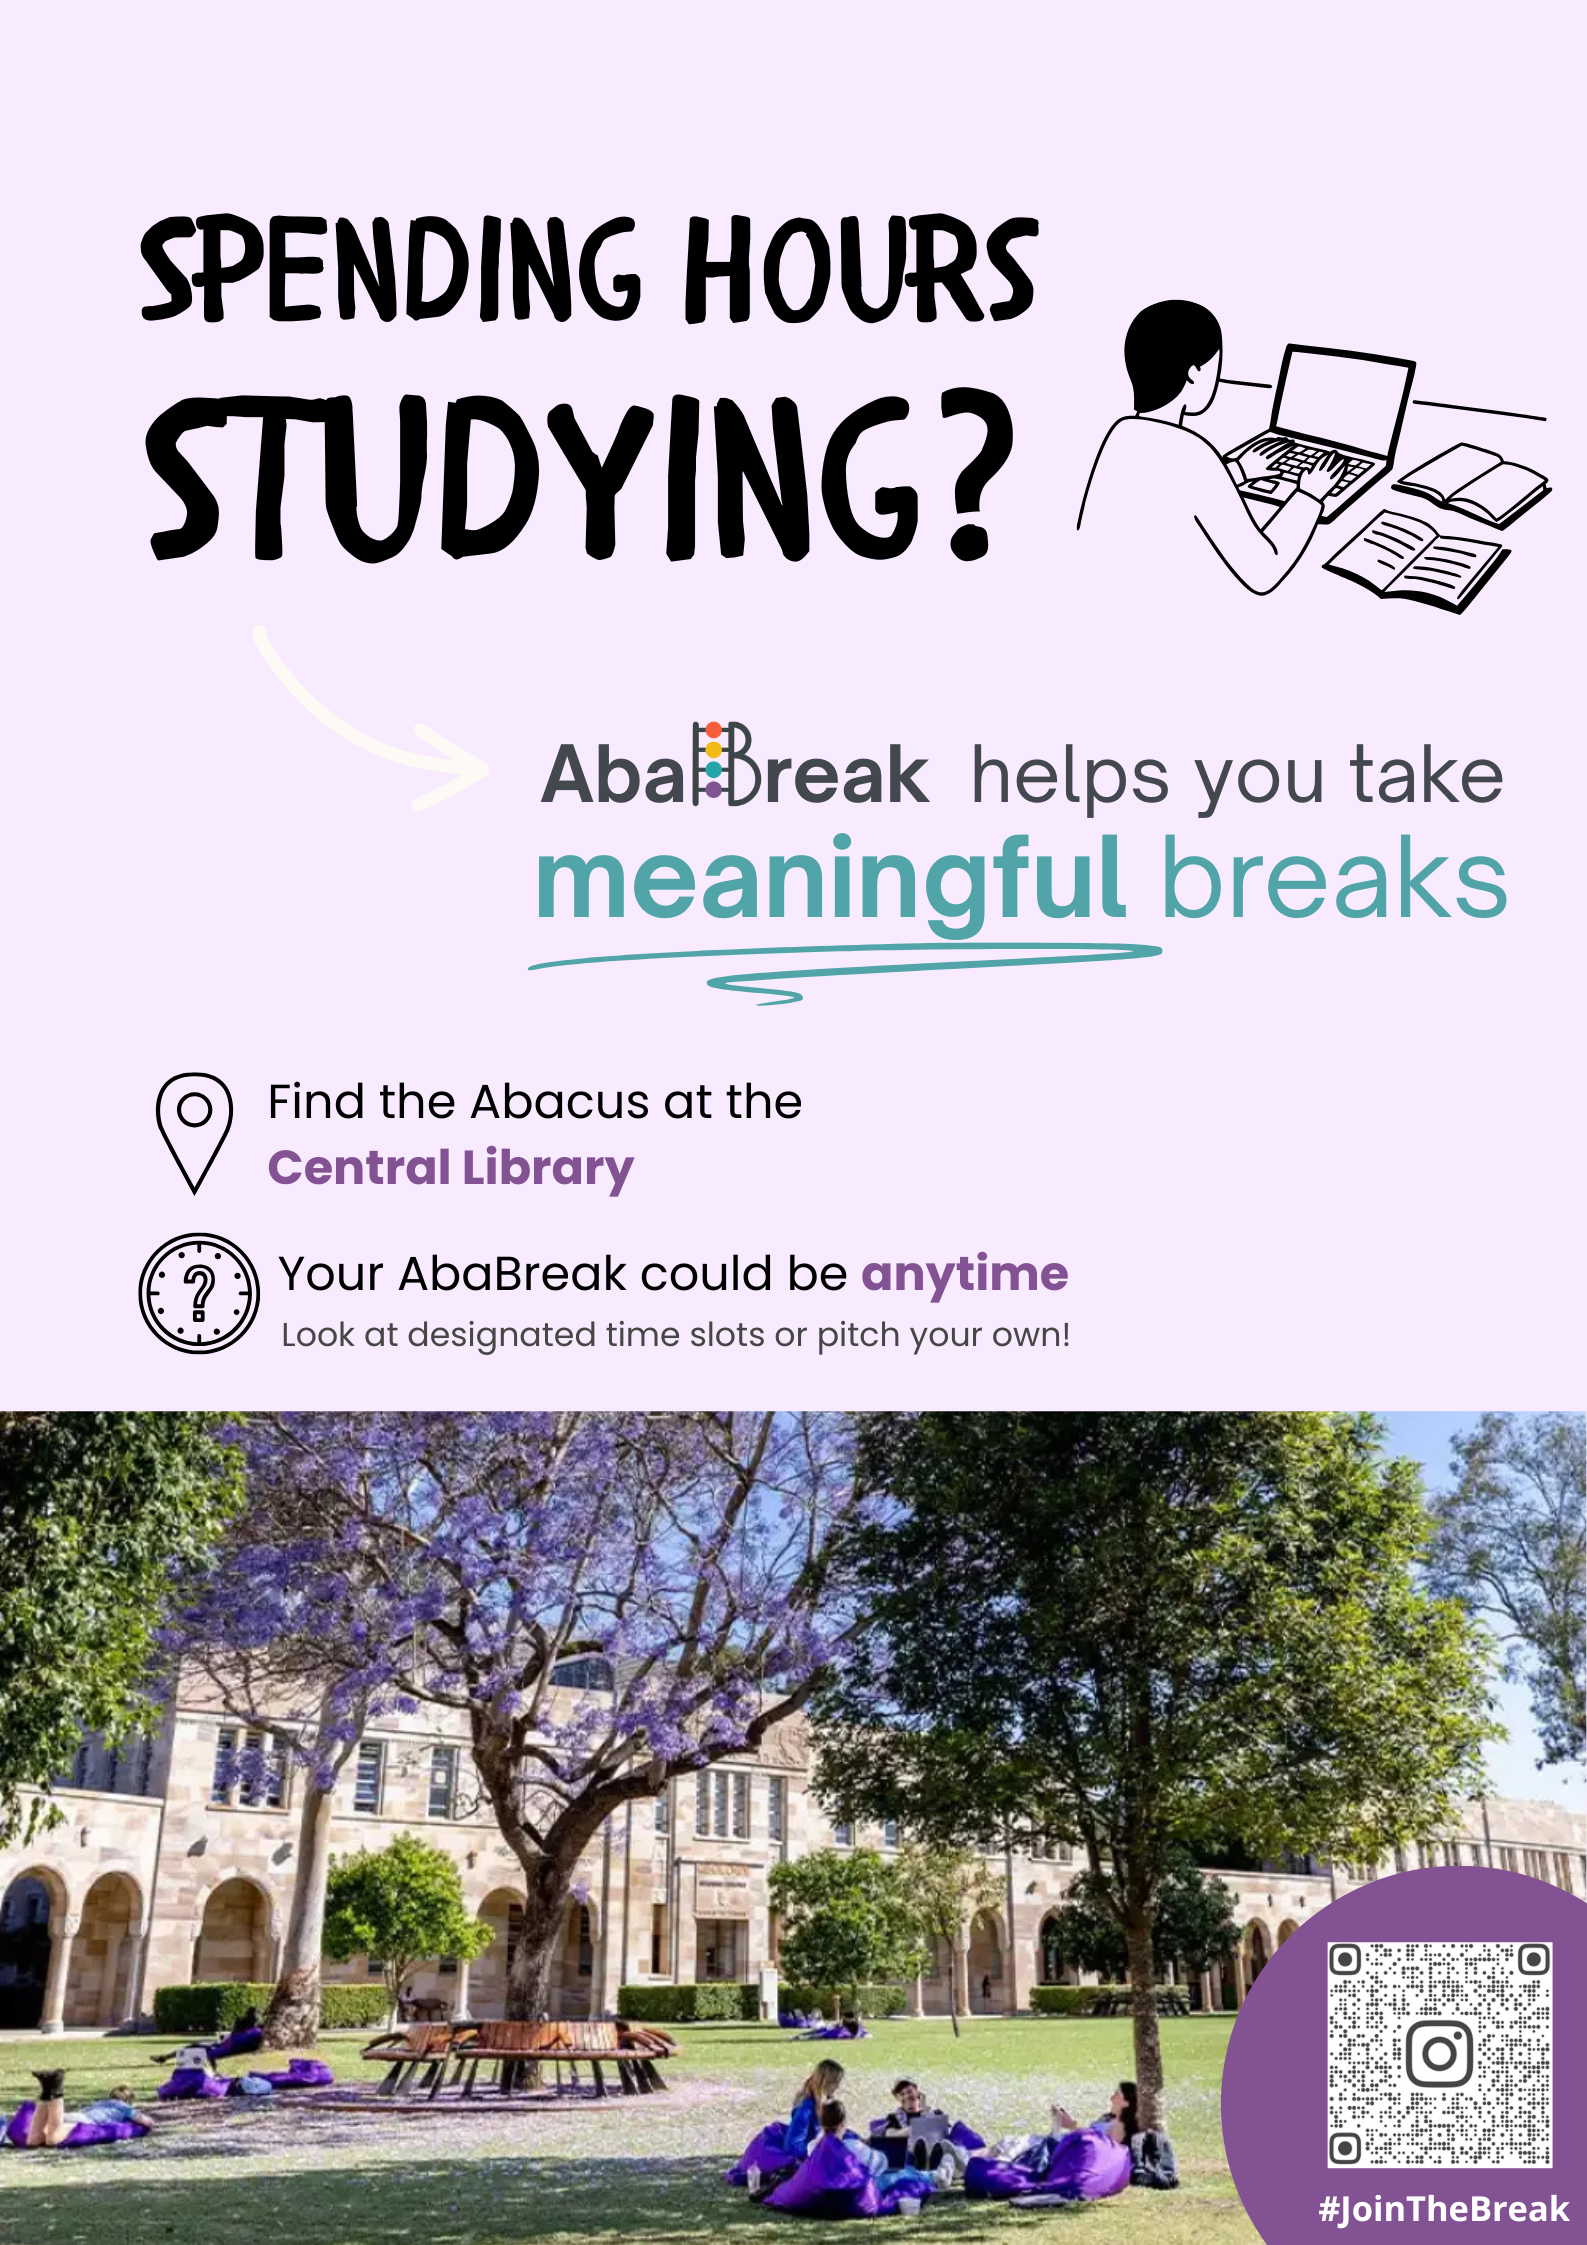 SPENDING HOURS
STUDYING?
AbaBreak helps you take
meaningful breaks
Find the Abacus at the
Central Library
?
Your AbaBreak could be anytime
Look at designated time slots or pitch your own!
#JoinTheBreak